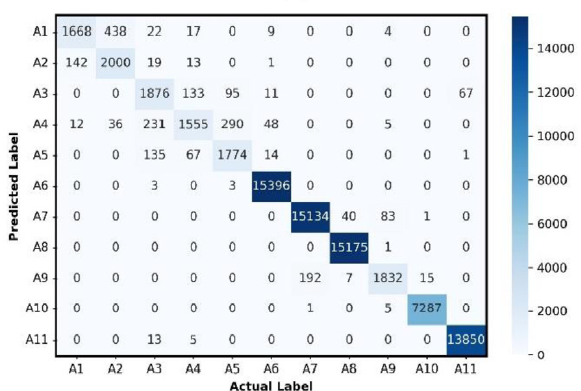 A1 1668 438 22 17 0 9 0 0 4 0 0
A2 142 2000 19 13 0 1 0 0 0 0 0
A3 0 0 1876 133 95 11 0 0 0 0 67
A4 12 36 231 1555 290 48 0 0 5 0 0
A5 0 0 135 67 1774 14 0 0 0 0 1
A6 0 0 3 0 3 15396 0 0 0 0 0
A7 0 0 0 0 0 0 15134 40 83 1 0
A8 0 0 0 0 0 0 0 15175 1 0 0
A9 0 0 0 0 0 0 192 7 1832 15 0
A10 0 0 0 0 0 0 1 0 5 7287 0
A11 0 0 13 5 0 0 0 0 0 0 13850
A1 A2 A3 A4 A5 A6 A7 A8 A9 A10 A11
Actual Label
Predicted Label
14000
12000
10000
8000
6000
4000
2000
0